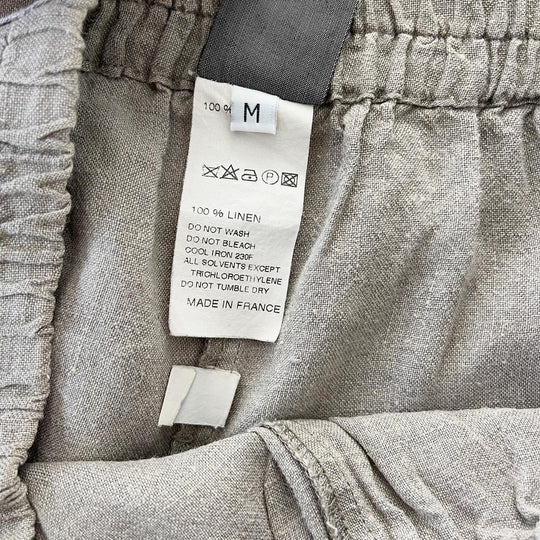 100 %
M
P
100 % LINEN
DO NOT WASH
DO NOT BLEACH
COOL IRON 230F
ALL SOLVENTS EXCEPT
TRICHLOROETHYLENE
DO NOT TUMBLE DRY
MADE IN FRANCE